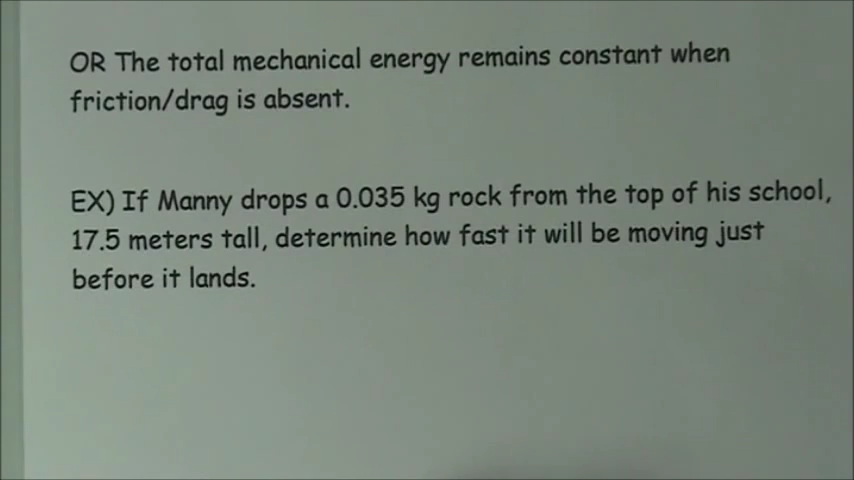 OR The total mechanical energy remains constant when
friction/drag is absent.
EX) If Manny drops a 0.035 kg rock from the top of his school,
17.5 meters tall, determine how fast it will be moving just
before it lands.